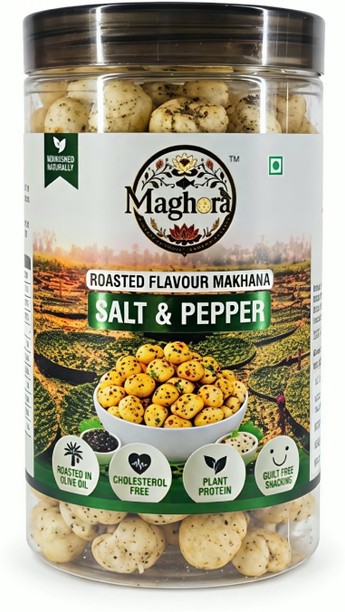 NOURISHED
NATURALLY
TM
Maghora
ROASTED FLAVOUR MAKHANA
SALT & PEPPER
ROASTED IN
OLIVE OIL
CHOLESTEROL
FREE
PLANT
PROTEIN
GUILT FREE
SNACKING